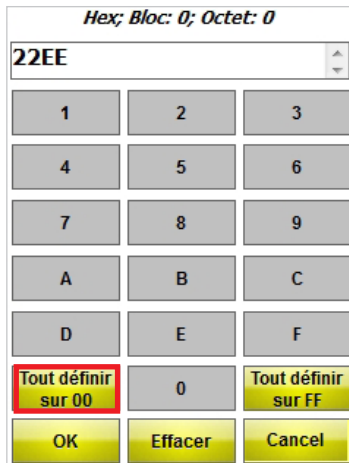 Hex; Bloc: 0; Octet: 0
22EE
1 2 3
4 5 6
7 8 9
A B C
D E F
Tout définir sur 00 0 Tout définir sur FF
OK Effacer Cancel